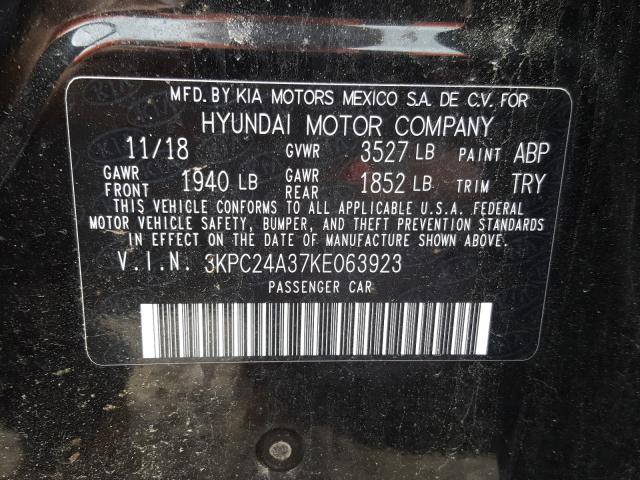 MFD. BY KIA MOTORS MEXICO S.A. DE C.V. FOR
HYUNDAI MOTOR COMPANY
11/18 GVWR 3527 LB PAINT ABP
GAWR FRONT 1940 LB GAWR REAR 1852 LB TRIM TRY
THIS VEHICLE CONFORMS TO ALL APPLICABLE U.S.A. FEDERAL
MOTOR VEHICLE SAFETY, BUMPER, AND THEFT PREVENTION STANDARDS
IN EFFECT ON THE DATE OF MANUFACTURE SHOWN ABOVE.
V.I.N. 3KPC24A37KE063923
PASSENGER CAR